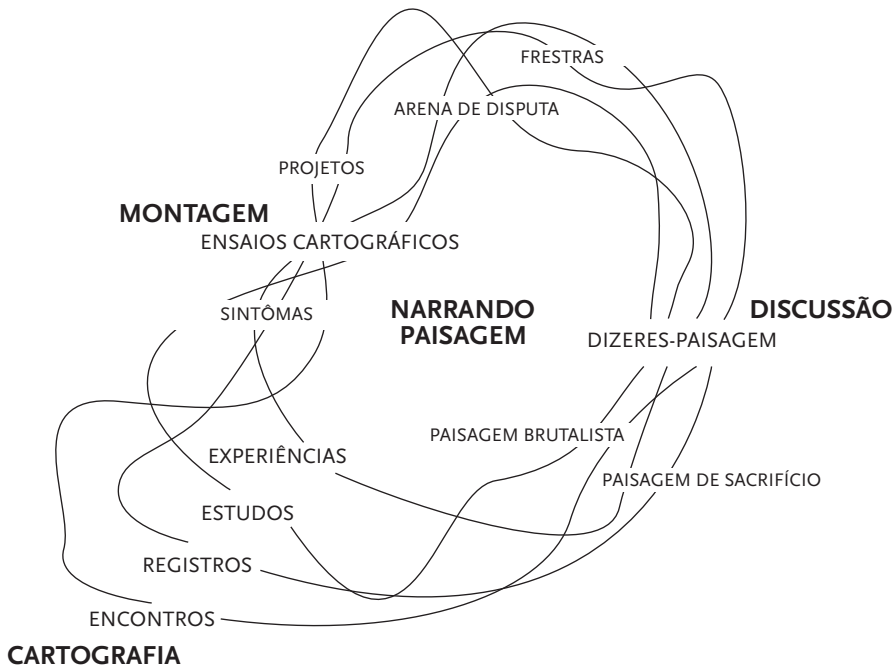 FRESTRAS
ARENA DE DISPUTA
PROJETOS
MONTAGEM
ENSAIOS CARTOGRÁFICOS
SINTÔMAS
NARRANDO
PAISAGEM
DISCUSSÃO
DIZERES-PAISAGEM
PAISAGEM BRUTALISTA
EXPERIÊNCIAS
PAISAGEM DE SACRIFÍCIO
ESTUDOS
REGISTROS
ENCONTROS
CARTOGRAFIA